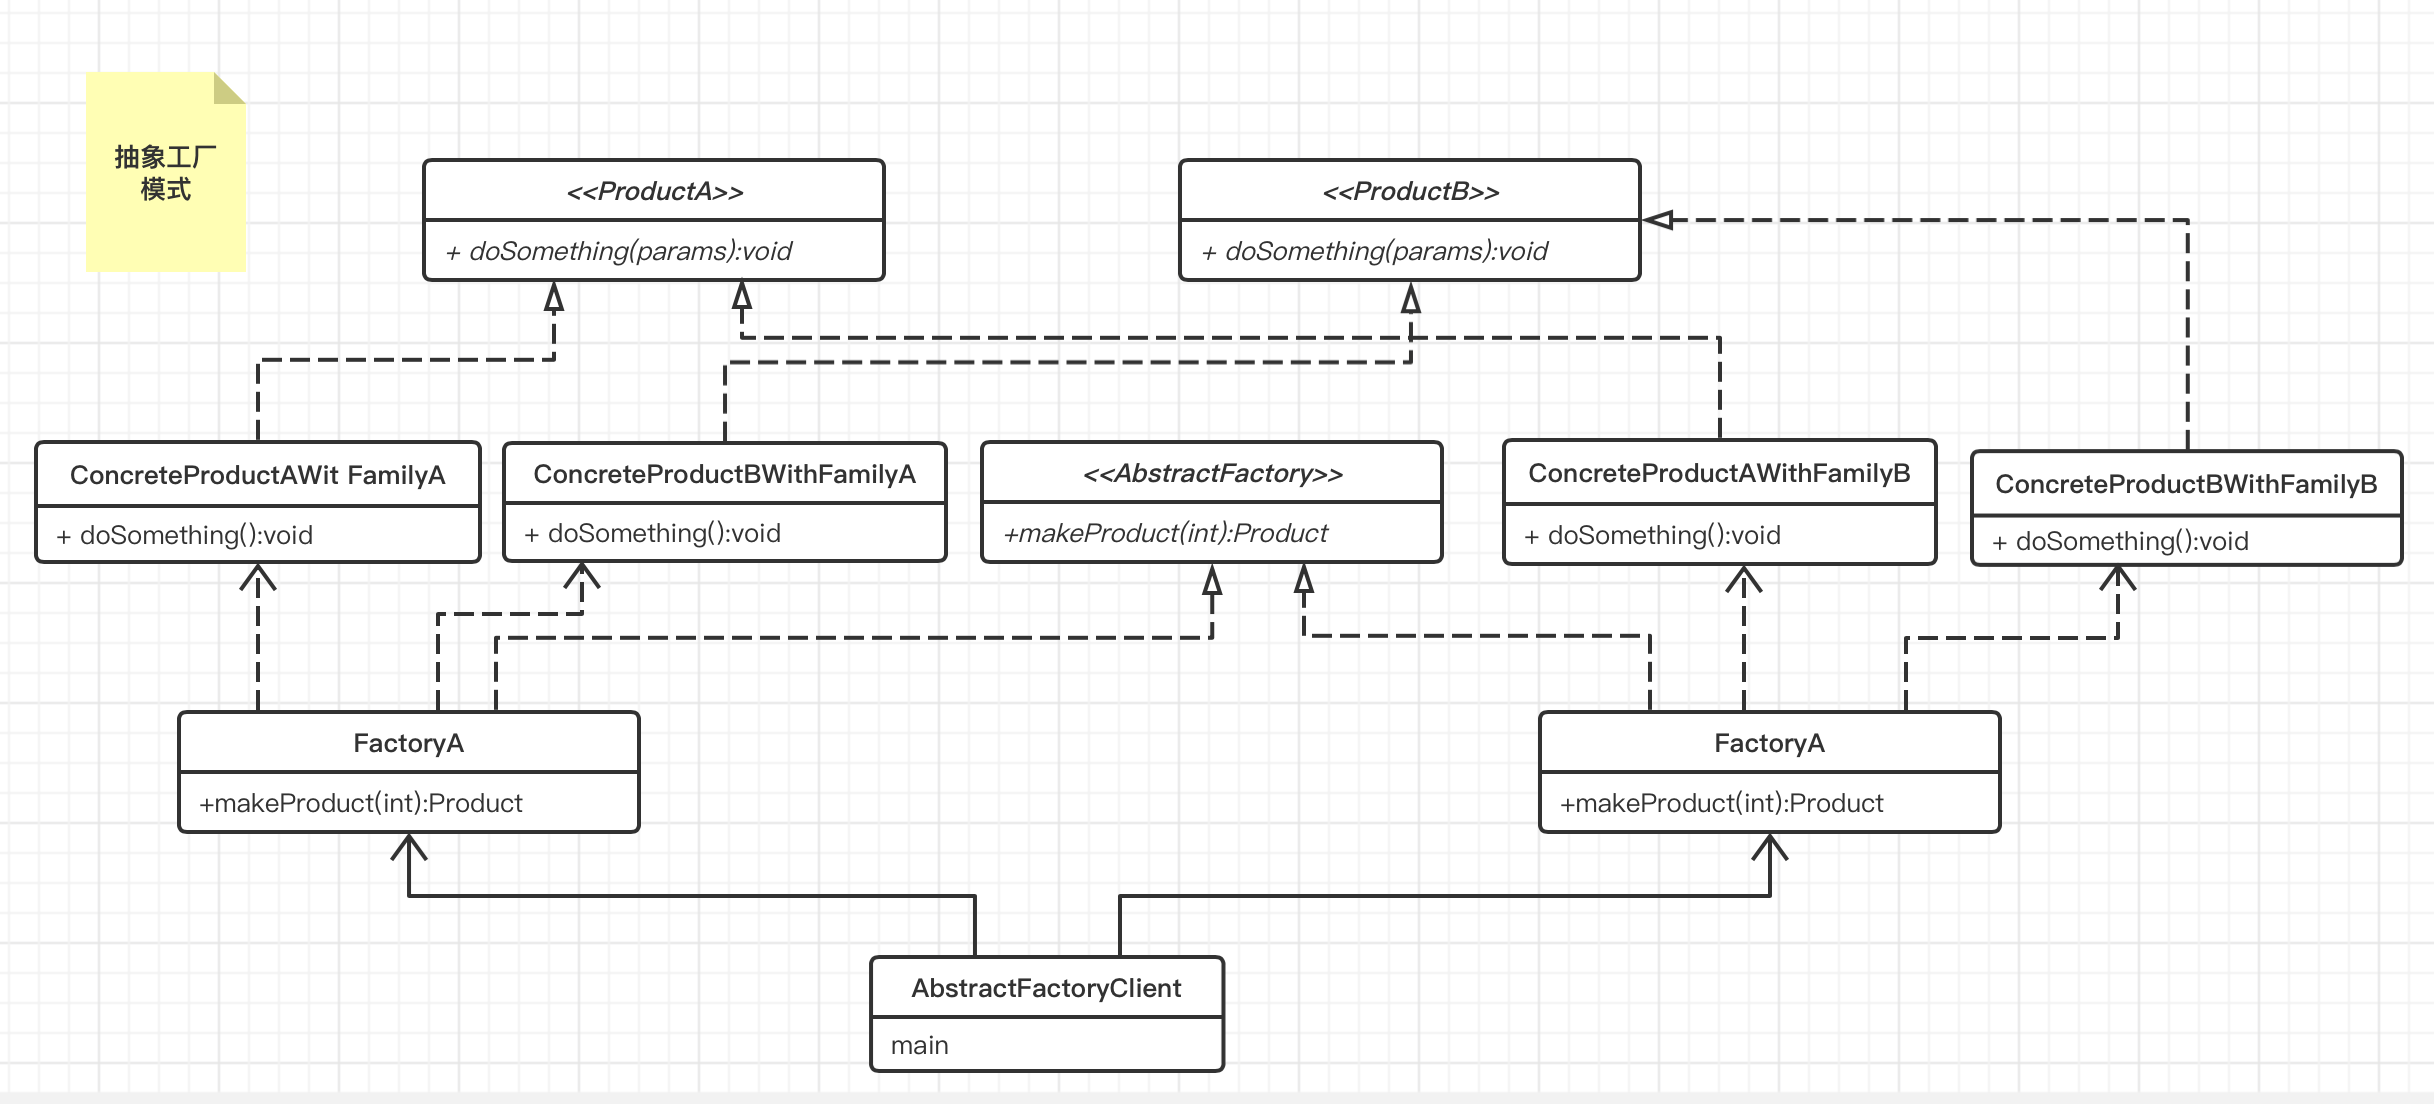 抽象工厂
模式
<<ProductA>>
+ doSomething(params):void
<<ProductB>>
+ doSomething(params):void
ConcreteProductAWit FamilyA
+ doSomething():void
ConcreteProductBWithFamilyA
+ doSomething():void
<<AbstractFactory>>
+makeProduct(int):Product
ConcreteProductAWithFamilyB
+ doSomething():void
ConcreteProductBWithFamilyB
+ doSomething():void
FactoryA
+makeProduct(int):Product
FactoryA
+makeProduct(int):Product
AbstractFactoryClient
main